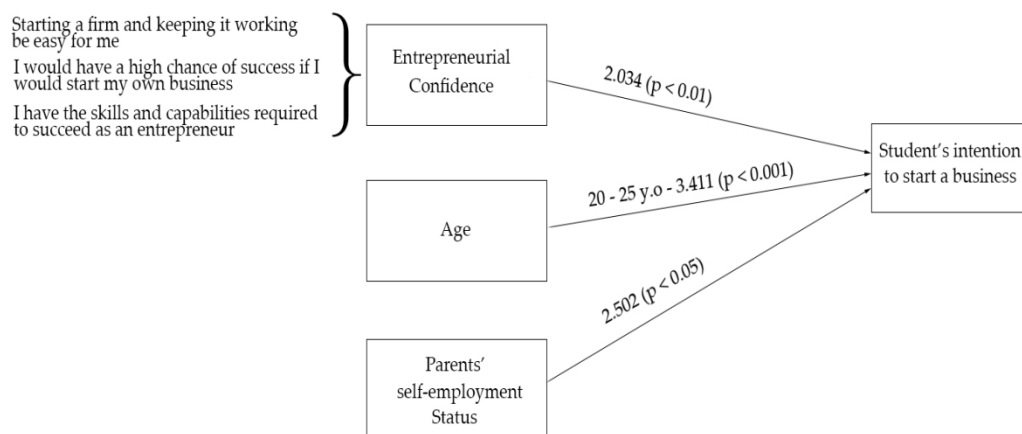 Starting a firm and keeping it working
be easy for me
I would have a high chance of success if I
would start my own business
I have the skills and capabilities required
to succeed as an entrepreneur
Entrepreneurial
Confidence
2.034 (p < 0.01)
Student's intention
to start a business
20 - 25 y.o - 3.411 (p < 0.001)
Age
2.502 (p < 0.05)
Parents'
self-employment
Status